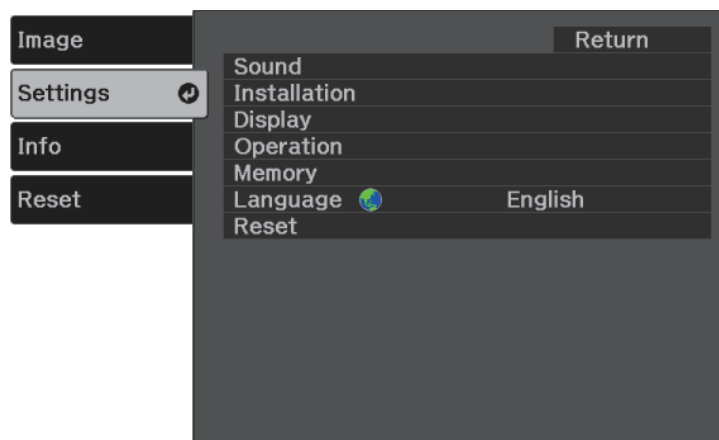 Image
Settings
Info
Reset
Return
Sound
Installation
Display
Operation
Memory
Language English
Reset